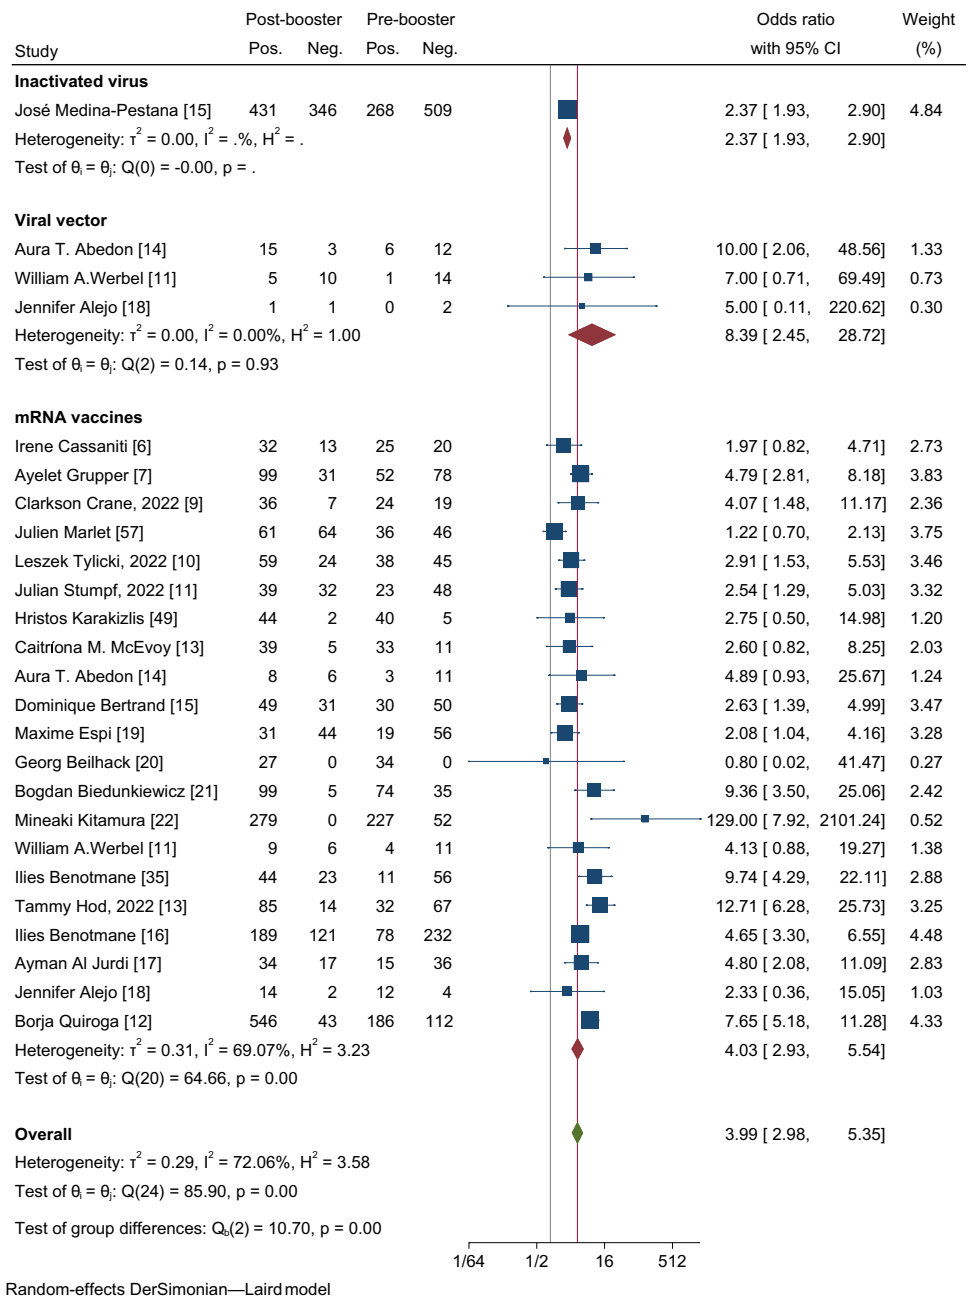 Post-booster Pre-booster Odds ratio Weight
Study Pos. Neg. Pos. Neg. with 95% CI (%)
Inactivated virus
José Medina-Pestana [15] 431 346 268 509 2.37 [ 1.93, 2.90] 4.84
Heterogeneity: τ² = 0.00, I² = .%, H² = . 2.37 [ 1.93, 2.90]
Test of θᵢ = θⱼ: Q(0) = -0.00, p = .
Viral vector
Aura T. Abedon [14] 15 3 6 12 10.00 [ 2.06, 48.56] 1.33
William A.Werbel [11] 5 10 1 14 7.00 [ 0.71, 69.49] 0.73
Jennifer Alejo [18] 1 1 0 2 5.00 [ 0.11, 220.62] 0.30
Heterogeneity: τ² = 0.00, I² = 0.00%, H² = 1.00 8.39 [ 2.45, 28.72]
Test of θᵢ = θⱼ: Q(2) = 0.14, p = 0.93
mRNA vaccines
Irene Cassaniti [6] 32 13 25 20 1.97 [ 0.82, 4.71] 2.73
Ayelet Grupper [7] 99 31 52 78 4.79 [ 2.81, 8.18] 3.83
Clarkson Crane, 2022 [9] 36 7 24 19 4.07 [ 1.48, 11.17] 2.36
Julien Marlet [57] 61 64 36 46 1.22 [ 0.70, 2.13] 3.75
Leszek Tylicki, 2022 [10] 59 24 38 45 2.91 [ 1.53, 5.53] 3.46
Julian Stumpf, 2022 [11] 39 32 23 48 2.54 [ 1.29, 5.03] 3.32
Hristos Karakizlis [49] 44 2 40 5 2.75 [ 0.50, 14.98] 1.20
Caitríona M. McEvoy [13] 39 5 33 11 2.60 [ 0.82, 8.25] 2.03
Aura T. Abedon [14] 8 6 3 11 4.89 [ 0.93, 25.67] 1.24
Dominique Bertrand [15] 49 31 30 50 2.63 [ 1.39, 4.99] 3.47
Maxime Espi [19] 31 44 19 56 2.08 [ 1.04, 4.16] 3.28
Georg Beilhack [20] 27 0 34 0 0.80 [ 0.02, 41.47] 0.27
Bogdan Biedunkiewicz [21] 99 5 74 35 9.36 [ 3.50, 25.06] 2.42
Mineaki Kitamura [22] 279 0 227 52 129.00 [ 7.92, 2101.24] 0.52
William A.Werbel [11] 9 6 4 11 4.13 [ 0.88, 19.27] 1.38
Ilies Benotmane [35] 44 23 11 56 9.74 [ 4.29, 22.11] 2.88
Tammy Hod, 2022 [13] 85 14 32 67 12.71 [ 6.28, 25.73] 3.25
Ilies Benotmane [16] 189 121 78 232 4.65 [ 3.30, 6.55] 4.48
Ayman Al Jurdi [17] 34 17 15 36 4.80 [ 2.08, 11.09] 2.83
Jennifer Alejo [18] 14 2 12 4 2.33 [ 0.36, 15.05] 1.03
Borja Quiroga [12] 546 43 186 112 7.65 [ 5.18, 11.28] 4.33
Heterogeneity: τ² = 0.31, I² = 69.07%, H² = 3.23 4.03 [ 2.93, 5.54]
Test of θᵢ = θⱼ: Q(20) = 64.66, p = 0.00
Overall 3.99 [ 2.98, 5.35]
Heterogeneity: τ² = 0.29, I² = 72.06%, H² = 3.58
Test of θᵢ = θⱼ: Q(24) = 85.90, p = 0.00
Test of group differences: Q_b(2) = 10.70, p = 0.00
1/64 1/2 16 512
Random-effects DerSimonian—Laird model